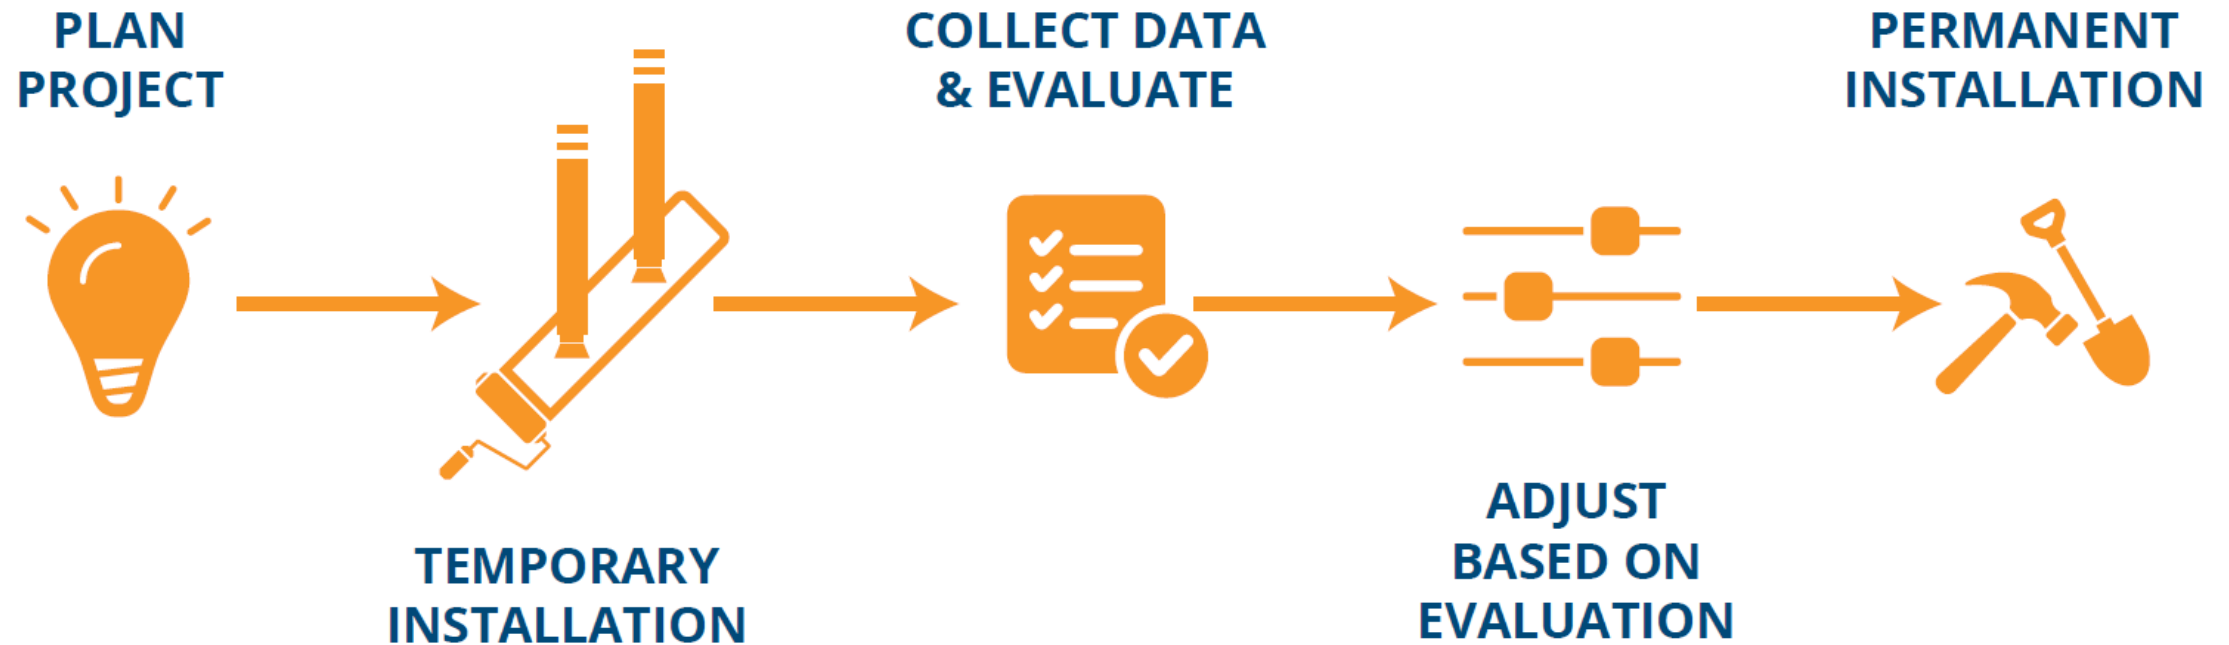 PLAN
PROJECT
TEMPORARY
INSTALLATION
COLLECT DATA
& EVALUATE
ADJUST
BASED ON
EVALUATION
PERMANENT
INSTALLATION